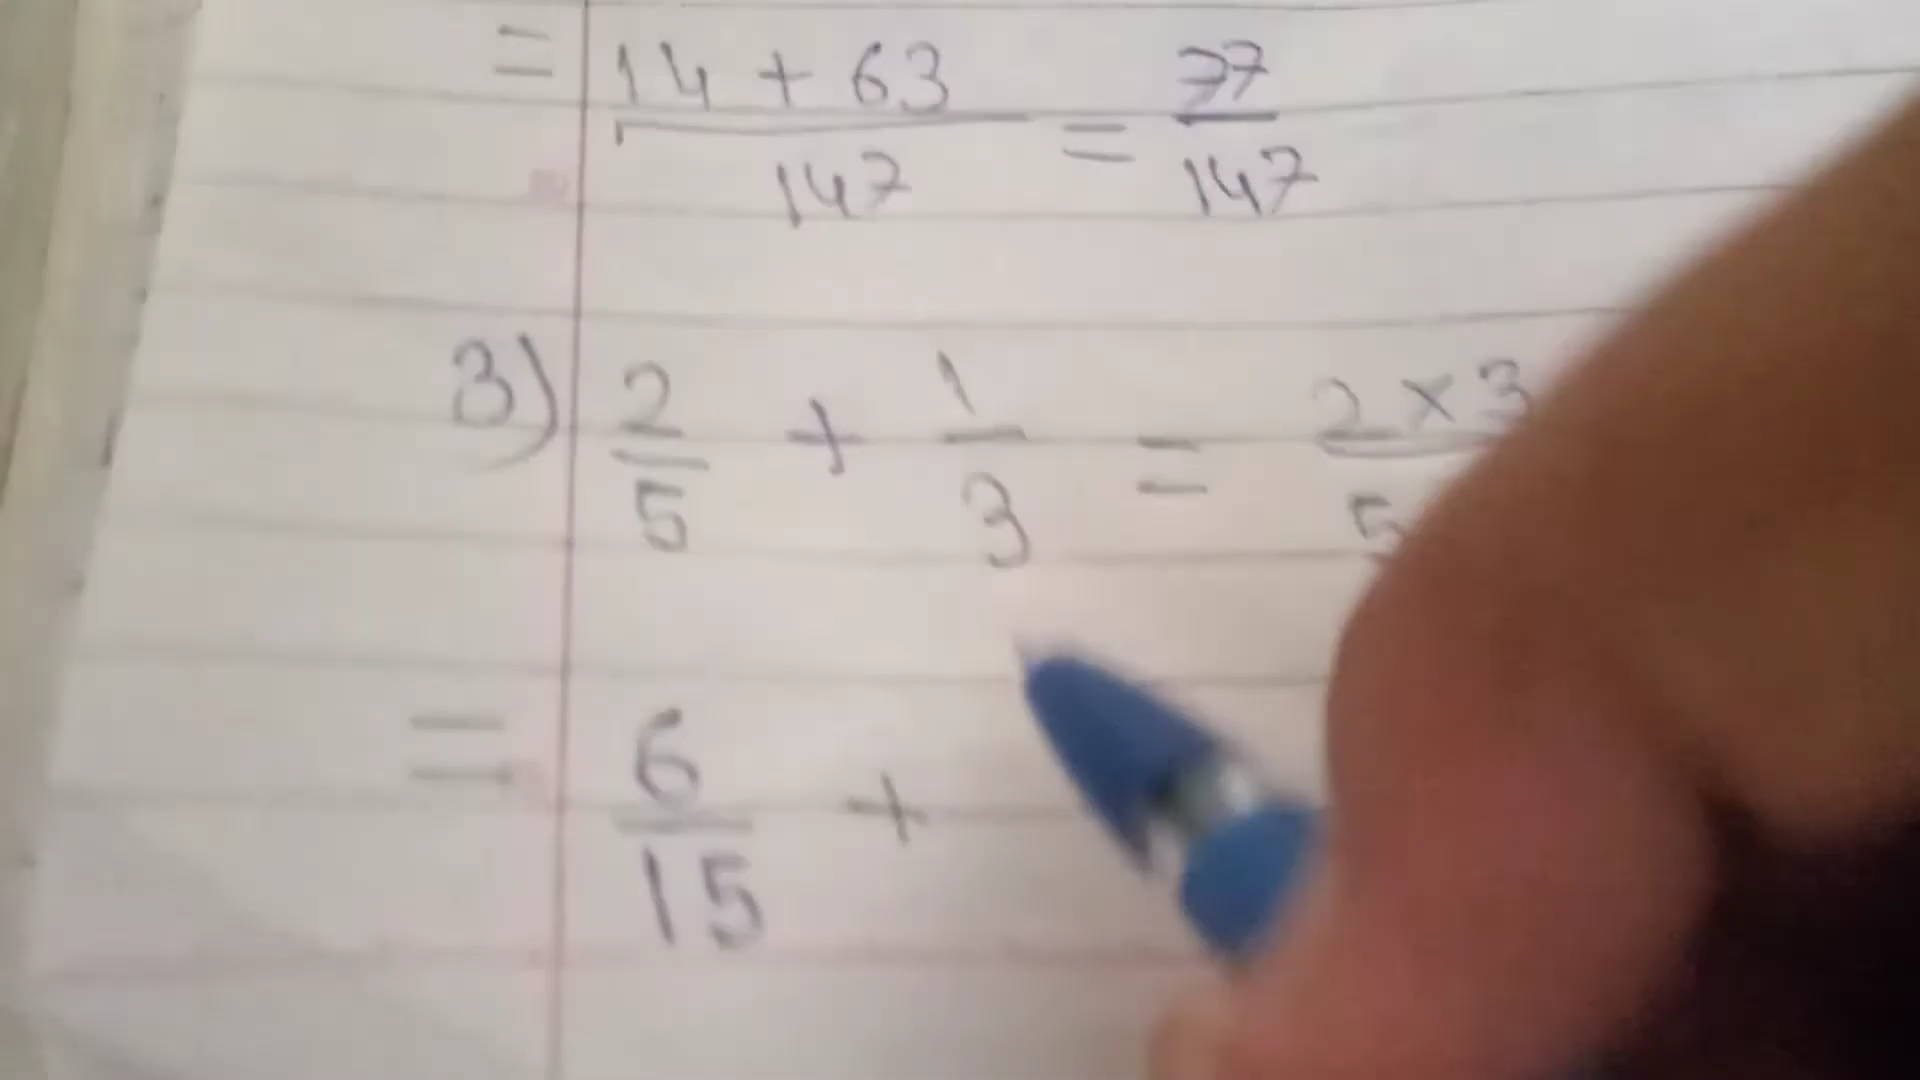 = 14 + 63 / 147 = 77 / 147
3) 2/5 + 1/3 = 2 × 3 / 5
= 6/15 +